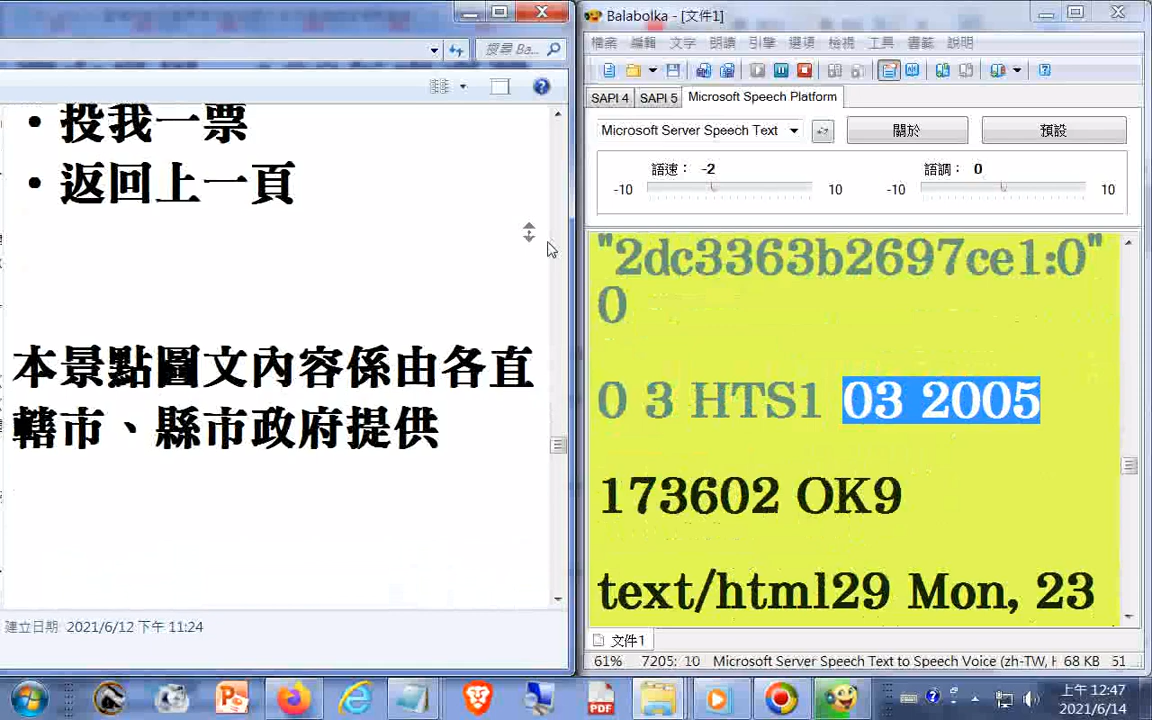 搜尋 Ba...
• 投我一票
• 返回上一頁
本景點圖文內容係由各直
轄市、縣市政府提供
建立日期: 2021/6/12 下午 11:24
Balabolka - [文件1]
檔案 編輯 文字 朗讀 引擎 選項 檢視 工具 書籤 說明
SAPI 4 SAPI 5 Microsoft Speech Platform
Microsoft Server Speech Text 關於 預設
語速： -2 語調： 0
-10 10 -10 10
"2dc3363b2697ce1:0"
0
0 3 HTS1 03 2005
173602 OK9
text/html29 Mon, 23
文件1
61% 7205: 10 Microsoft Server Speech Text to Speech Voice (zh-TW, H 68 KB 51
PDF
上午 12:47
2021/6/14